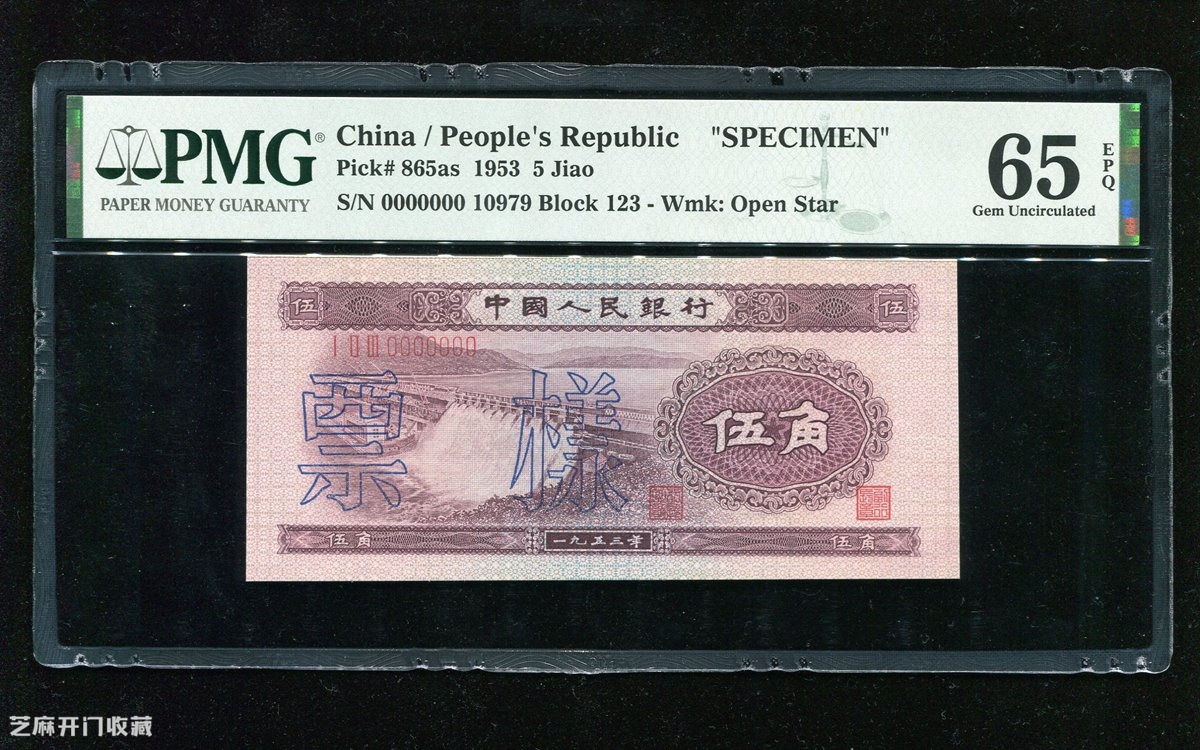 PMG®
PAPER MONEY GUARANTY
China / People's Republic "SPECIMEN"
Pick# 865as 1953 5 Jiao
S/N 0000000 10979 Block 123 - Wmk: Open Star
65
EPQ
Gem Uncirculated
伍 中國人民銀行 伍
I II III 0000000
票樣
伍角
伍角 一九五三年 伍角
芝麻开门收藏